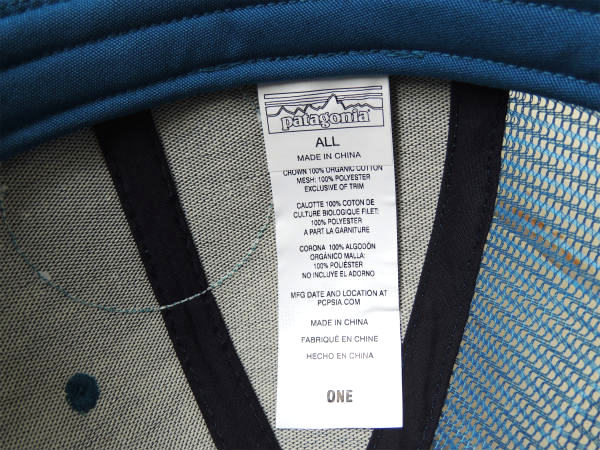 patagonia
ALL
MADE IN CHINA
CROWN 100% ORGANIC COTTON
MESH: 100% POLYESTER
EXCLUSIVE OF TRIM
CALOTTE 100% COTON DE
CULTURE BIOLOGIQUE FILET:
100% POLYESTER
A PART LA GARNITURE
CORONA 100% ALGODÓN
ORGÁNICO MALLA:
100% POLIÉSTER
NO INCLUYE EL ADORNO
MFG DATE AND LOCATION AT
PCPSIA.COM
MADE IN CHINA
FABRIQUÉ EN CHINE
HECHO EN CHINA
ONE